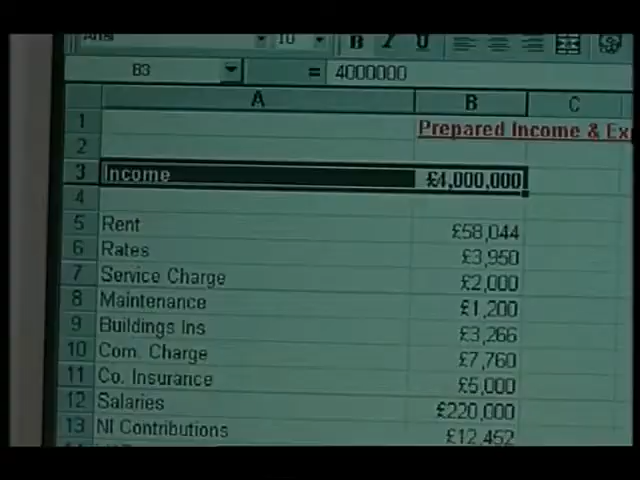 Arial 10 B I U
B3 = 4000000
A B C
1 Prepared Income & Ex
2
3 Income £4,000,000
4
5 Rent £58,044
6 Rates £3,950
7 Service Charge £2,000
8 Maintenance £1,200
9 Buildings Ins £3,266
10 Com. Charge £7,760
11 Co. Insurance £5,000
12 Salaries £220,000
13 NI Contributions £12,452